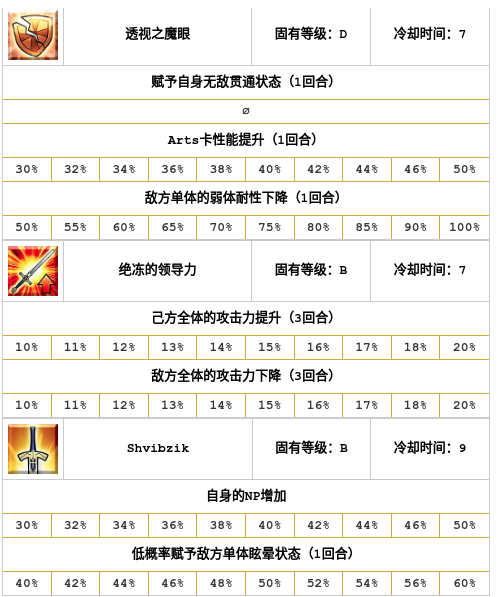 透视之魔眼 固有等级：D 冷却时间：7
赋予自身无敌贯通状态（1回合）
∅
Arts卡性能提升（1回合）
30% 32% 34% 36% 38% 40% 42% 44% 46% 50%
敌方单体的弱体耐性下降（1回合）
50% 55% 60% 65% 70% 75% 80% 85% 90% 100%
绝冻的领导力 固有等级：B 冷却时间：7
己方全体的攻击力提升（3回合）
10% 11% 12% 13% 14% 15% 16% 17% 18% 20%
敌方全体的攻击力下降（3回合）
10% 11% 12% 13% 14% 15% 16% 17% 18% 20%
Shvibzik 固有等级：B 冷却时间：9
自身的NP增加
30% 32% 34% 36% 38% 40% 42% 44% 46% 50%
低概率赋予敌方单体眩晕状态（1回合）
40% 42% 44% 46% 48% 50% 52% 54% 56% 60%